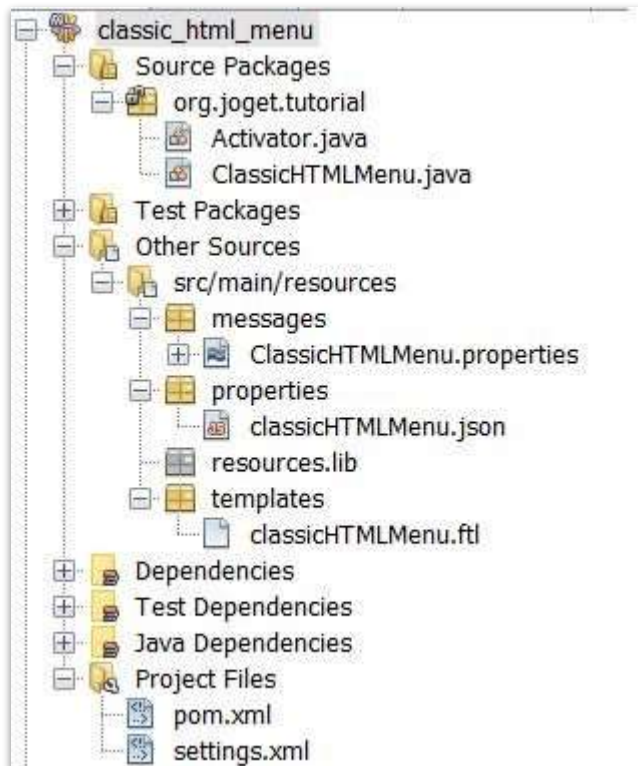 classic_html_menu
Source Packages
org.joget.tutorial
Activator.java
ClassicHTMLMenu.java
Test Packages
Other Sources
src/main/resources
messages
ClassicHTMLMenu.properties
properties
classicHTMLMenu.json
resources.lib
templates
classicHTMLMenu.ftl
Dependencies
Test Dependencies
Java Dependencies
Project Files
pom.xml
settings.xml